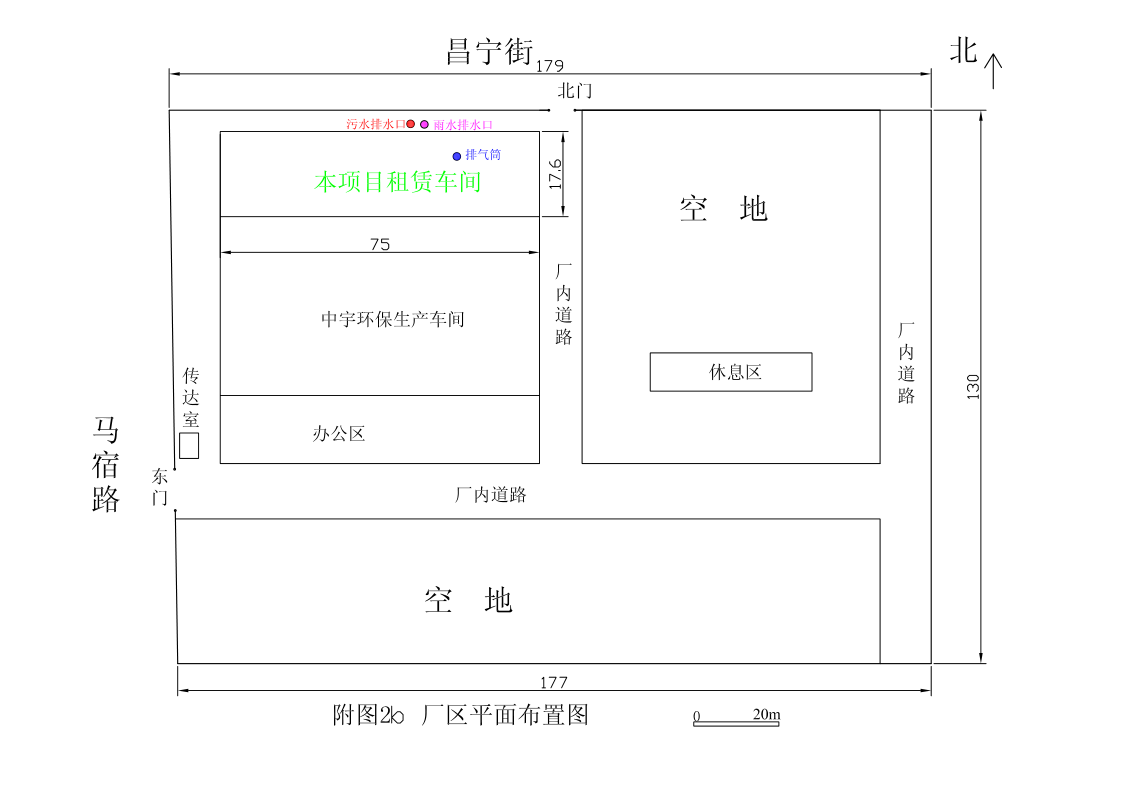 昌宁街
北
179
北门
污水排水口
雨水排水口
排气筒
本项目租赁车间
17.6
空 地
75
厂内道路
中宇环保生产车间
厂内道路
休息区
130
传达室
办公区
马宿路
东门
厂内道路
空 地
177
附图2b 厂区平面布置图
0 20m